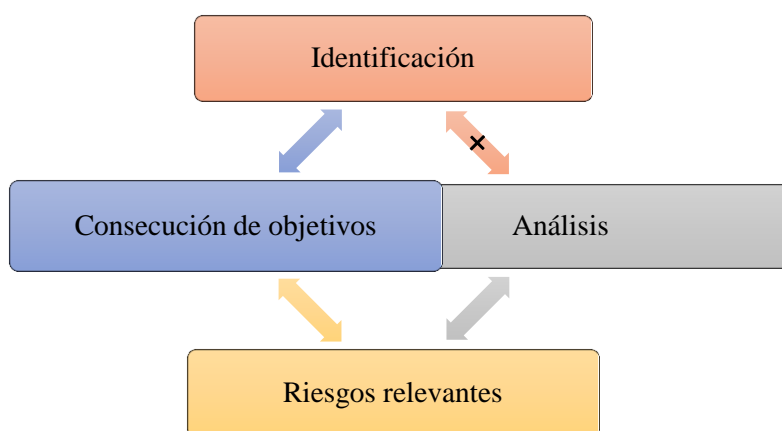 Identificación
Consecución de objetivos
Análisis
Riesgos relevantes